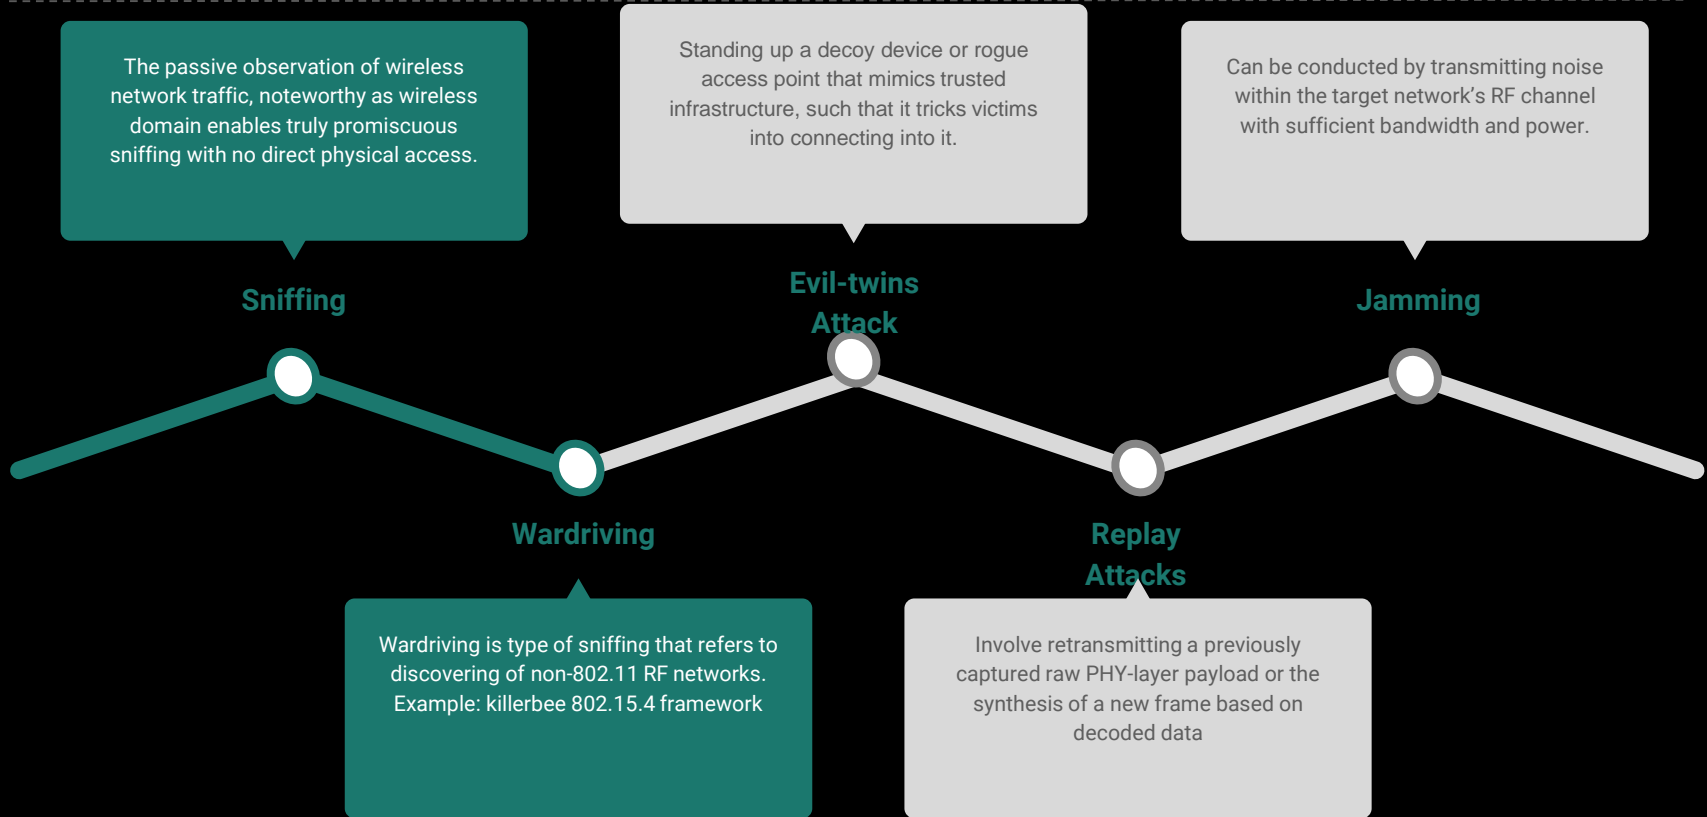 The passive observation of wireless
network traffic, noteworthy as wireless
domain enables truly promiscuous
sniffing with no direct physical access.
Sniffing
Standing up a decoy device or rogue
access point that mimics trusted
infrastructure, such that it tricks victims
into connecting into it.
Evil-twins
Attack
Can be conducted by transmitting noise
within the target network’s RF channel
with sufficient bandwidth and power.
Jamming
Wardriving
Wardriving is type of sniffing that refers to
discovering of non-802.11 RF networks.
Example: killerbee 802.15.4 framework
Replay
Attacks
Involve retransmitting a previously
captured raw PHY-layer payload or the
synthesis of a new frame based on
decoded data